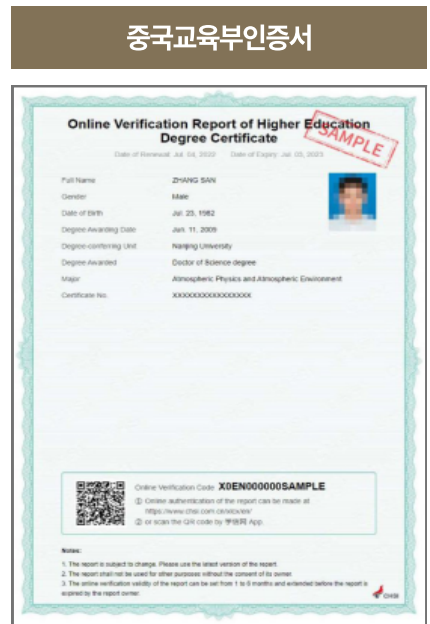 중국교육부인증서
Online Verification Report of Higher Education
Degree Certificate
SAMPLE
Date of Renewal Jul. 04, 2022 Date of Expiry Jan. 03, 2023
Full Name ZHANG SAN
Gender Male
Date of Birth Jul. 23, 1982
Degree Awarding Date Jun. 11, 2009
Degree-conferring Unit Nanjing University
Degree Awarded Doctor of Science degree
Major Atmospheric Physics and Atmospheric Environment
Certificate No. XXXXXXXXXXXXXXXX
Online Verification Code X0EN000000SAMPLE
① Online authentication of the report can be made at
https://www.chsi.com.cn/xlcx/en/
② or scan the QR code by 学信网 App.
Notes:
1. The report is subject to change. Please use the latest version of the report.
2. The report shall not be used for other purposes without the consent of its owner.
3. The online verification validity of the report can be set from 1 to 6 months and extended before the report is
expired by the report owner.
CHSI